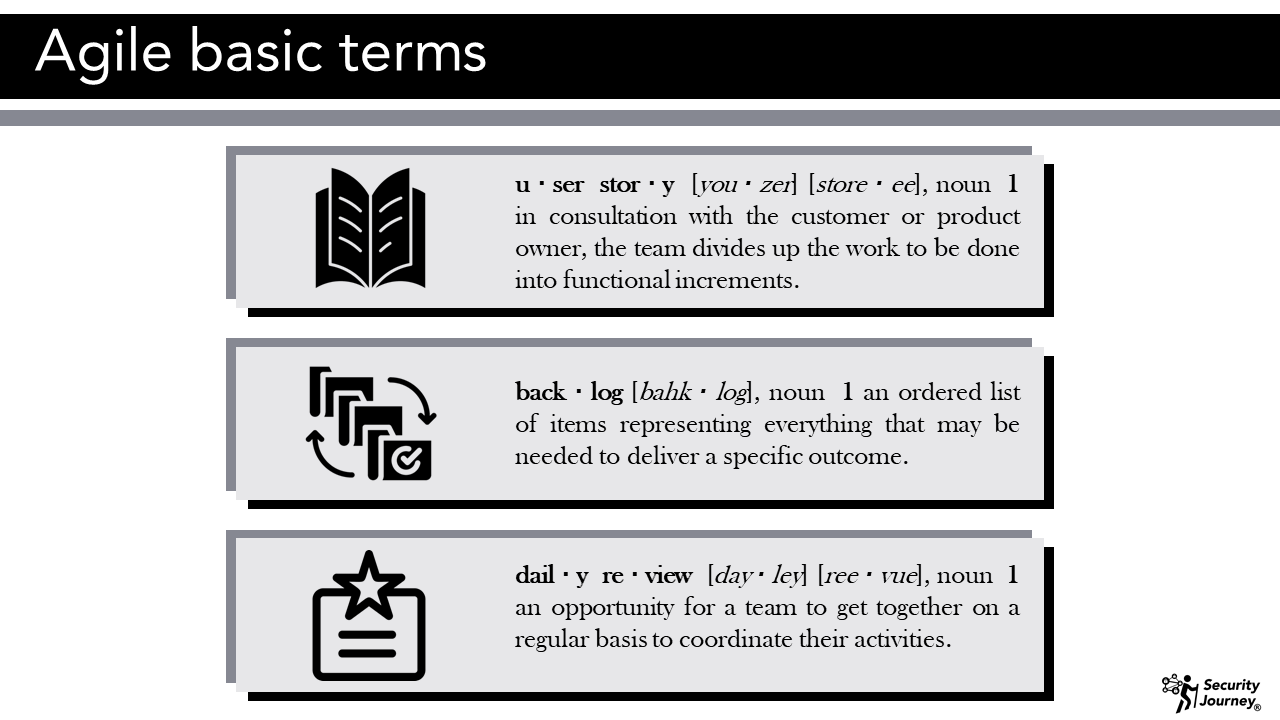 Agile basic terms
u · ser stor · y [you · zer] [store · ee], noun 1
in consultation with the customer or product
owner, the team divides up the work to be done
into functional increments.
back · log [bahk · log], noun 1 an ordered list
of items representing everything that may be
needed to deliver a specific outcome.
dail · y re · view [day · ley] [ree · vue], noun 1
an opportunity for a team to get together on a
regular basis to coordinate their activities.
Security
Journey®